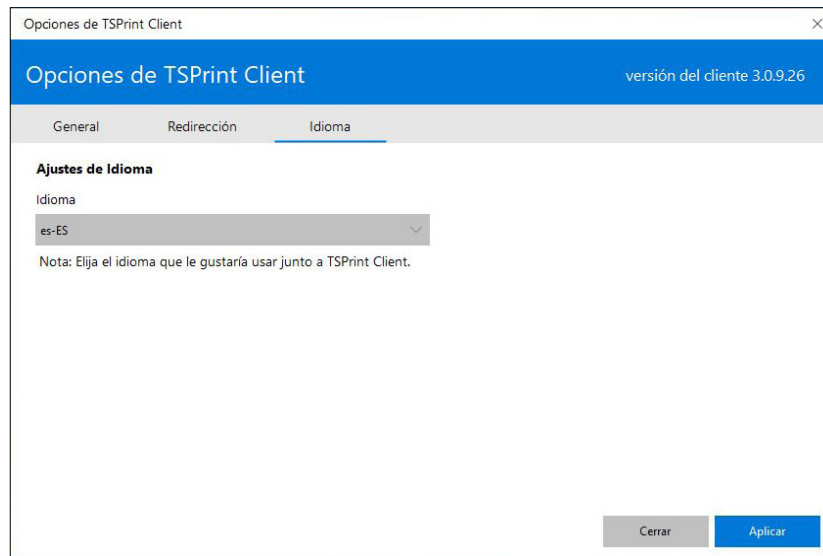 Opciones de TSPrint Client
Opciones de TSPrint Client
versión del cliente 3.0.9.26
General
Redirección
Idioma
Ajustes de Idioma
Idioma
es-ES
Nota: Elija el idioma que le gustaría usar junto a TSPrint Client.
Cerrar
Aplicar